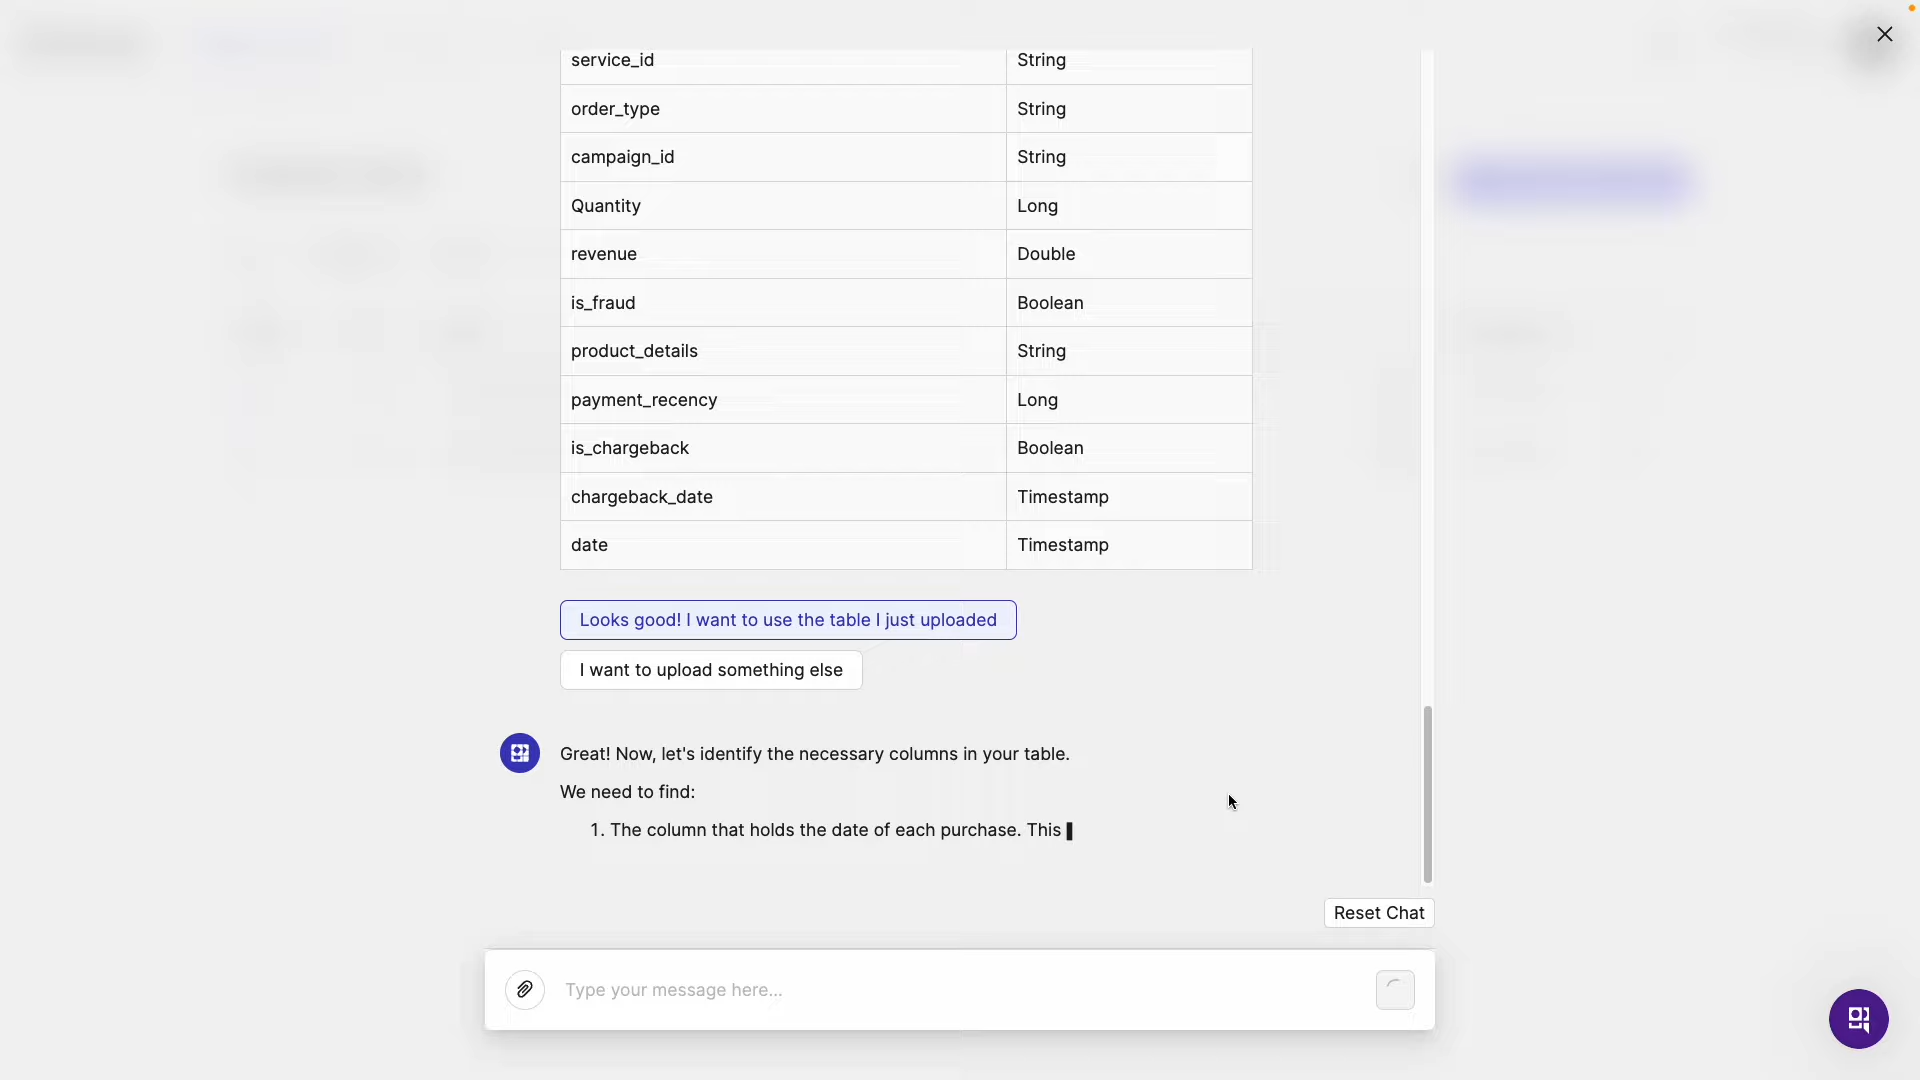 service_id String
order_type String
campaign_id String
Quantity Long
revenue Double
is_fraud Boolean
product_details String
payment_recency Long
is_chargeback Boolean
chargeback_date Timestamp
date Timestamp
Looks good! I want to use the table I just uploaded
I want to upload something else
Great! Now, let's identify the necessary columns in your table.
We need to find:
1. The column that holds the date of each purchase. This
Reset Chat
Type your message here...